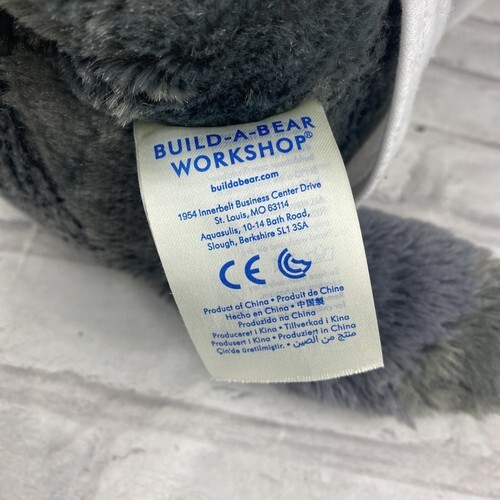 BUILD-A-BEAR
WORKSHOP®
buildabear.com
1954 Innerbelt Business Center Drive
St. Louis, MO 63114
Aquasulis, 10-14 Bath Road,
Slough, Berkshire SL1 3SA
CE
Product of China • Produit de Chine
Hecho en China • 中国製
Produzido na China
Produceret i Kina • Tillverkad i Kina
Produsert i Kina • Produziert in China
Çin'de üretilmiştir. • منتج من الصين